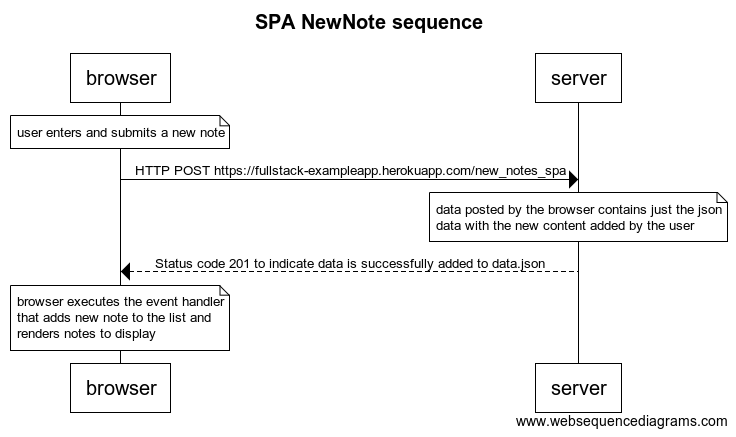 SPA NewNote sequence
browser
server
user enters and submits a new note
HTTP POST https://fullstack-exampleapp.herokuapp.com/new_notes_spa
data posted by the browser contains just the json
data with the new content added by the user
Status code 201 to indicate data is successfully added to data.json
browser executes the event handler
that adds new note to the list and
renders notes to display
browser
server
www.websequencediagrams.com